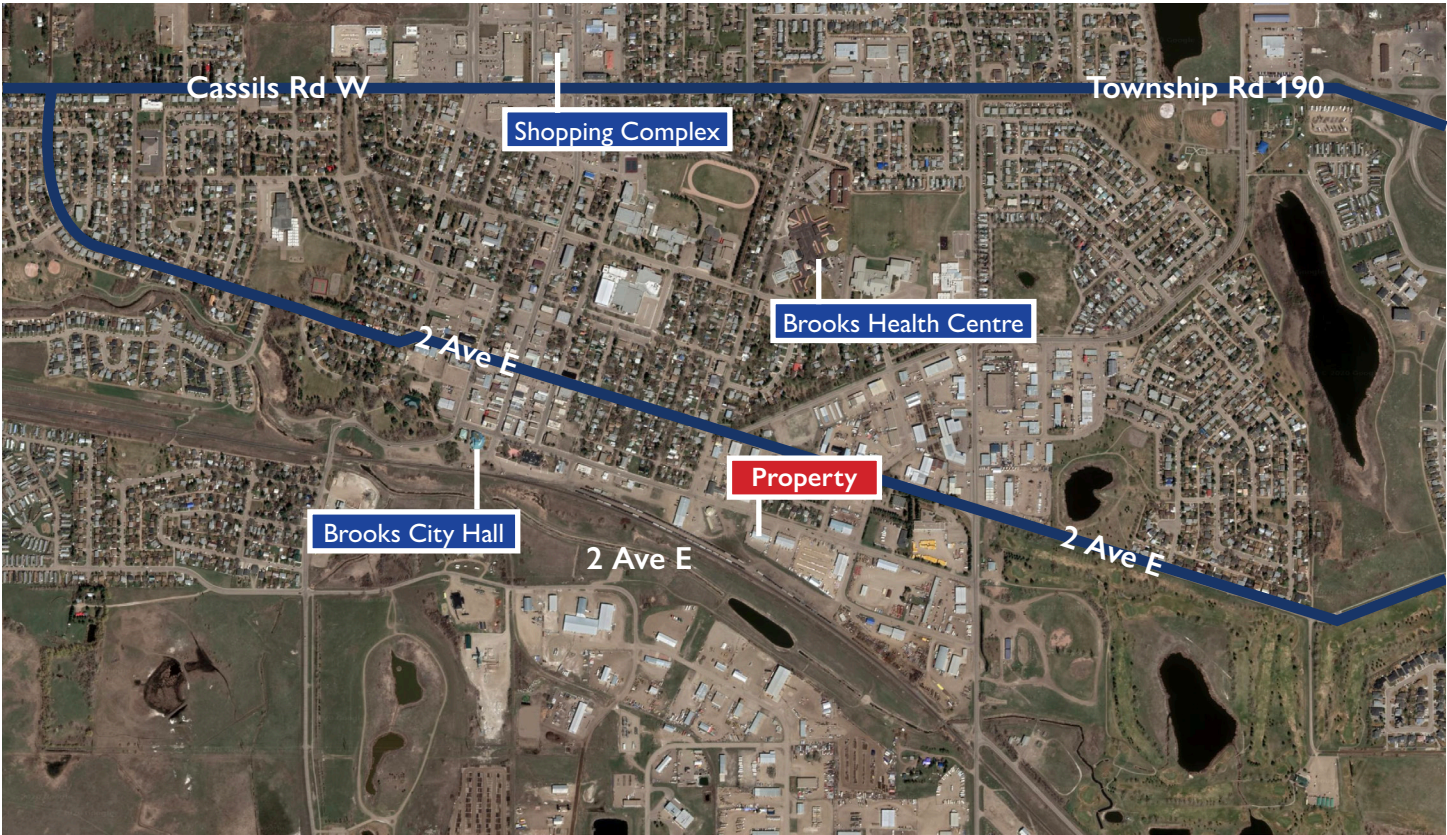 Cassils Rd W
Township Rd 190
Shopping Complex
Brooks Health Centre
2 Ave E
Property
Brooks City Hall
2 Ave E
2 Ave E